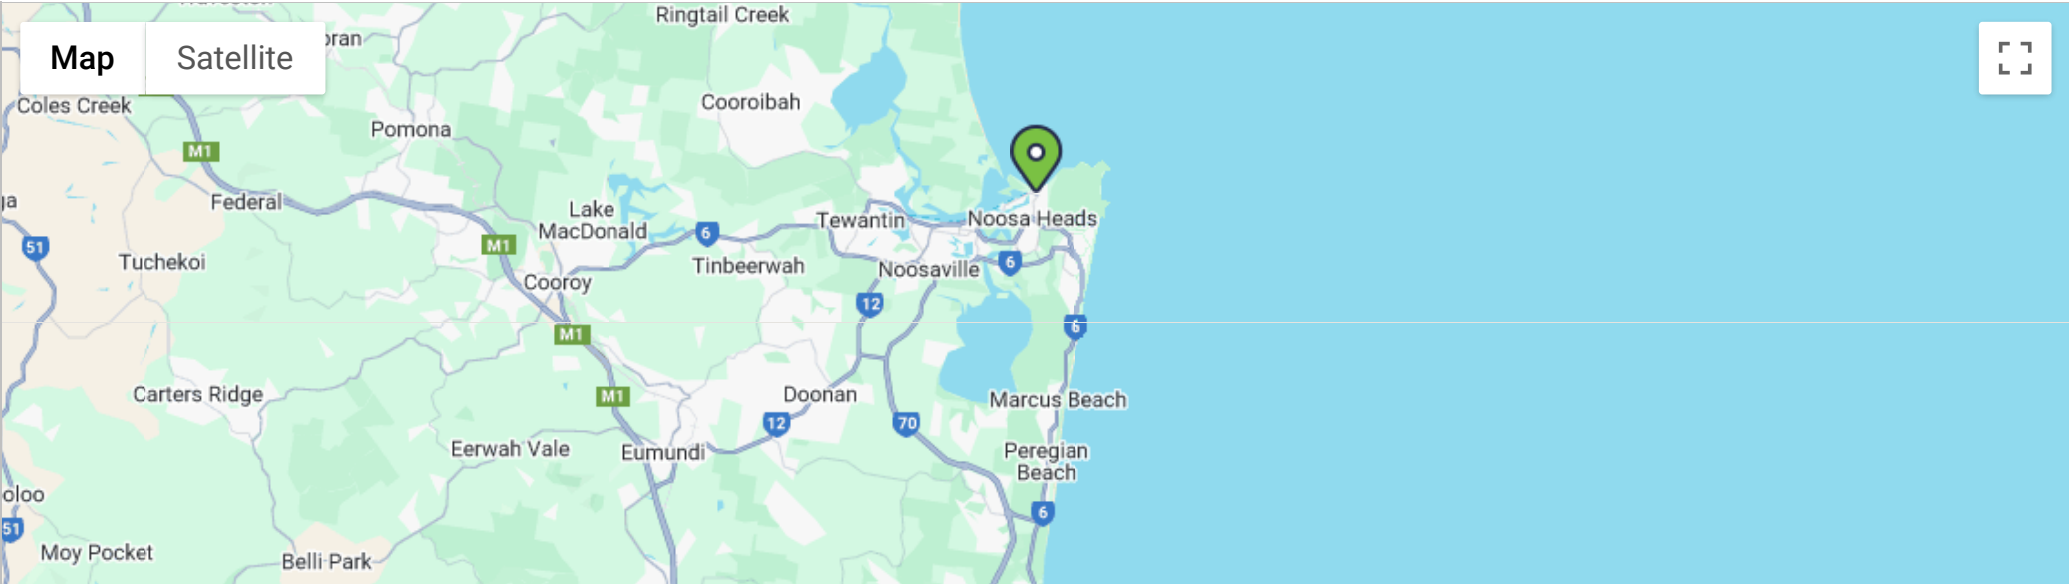 Ringtail Creek
Map
Satellite
Coles Creek
Cooroibah
Pomona
M1
Federal
Lake
MacDonald
Tewantin
Noosa Heads
6
51
M1
Tuchekoi
Tinbeerwah
Noosaville
6
Cooroy
12
6
M1
Carters Ridge
M1
Doonan
Marcus Beach
12
70
Eerwah Vale
Eumundi
Peregian
Beach
oloo
6
51
Moy Pocket
Belli Park